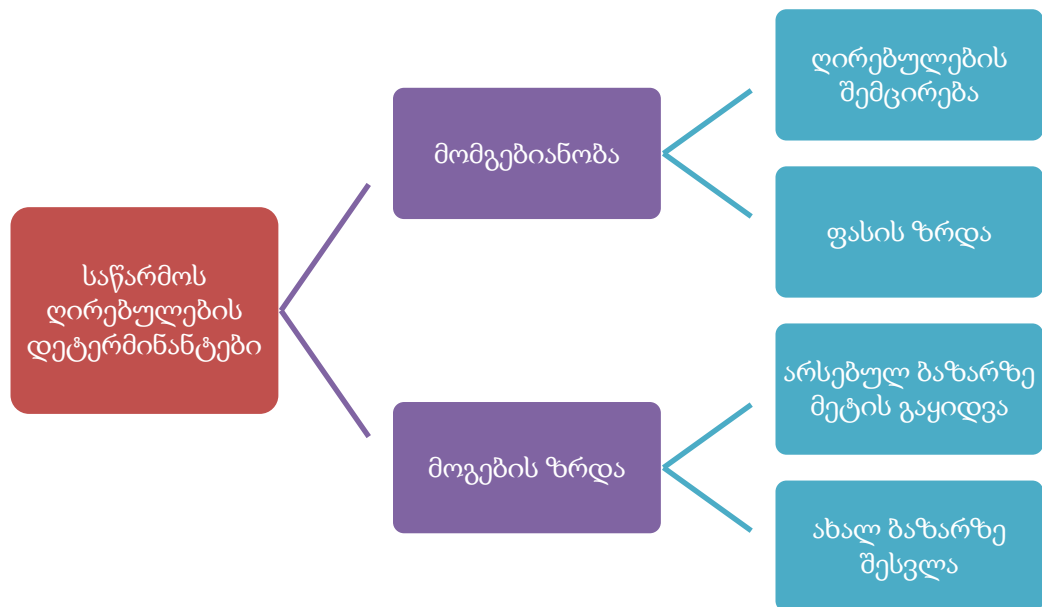 საწარმოს
ღირებულების
დეტერმინანტები
მომგებიანობა
ღირებულების
შემცირება
ფასის ზრდა
მოგების ზრდა
არსებულ ბაზარზე
მეტის გაყიდვა
ახალ ბაზარზე
შესვლა